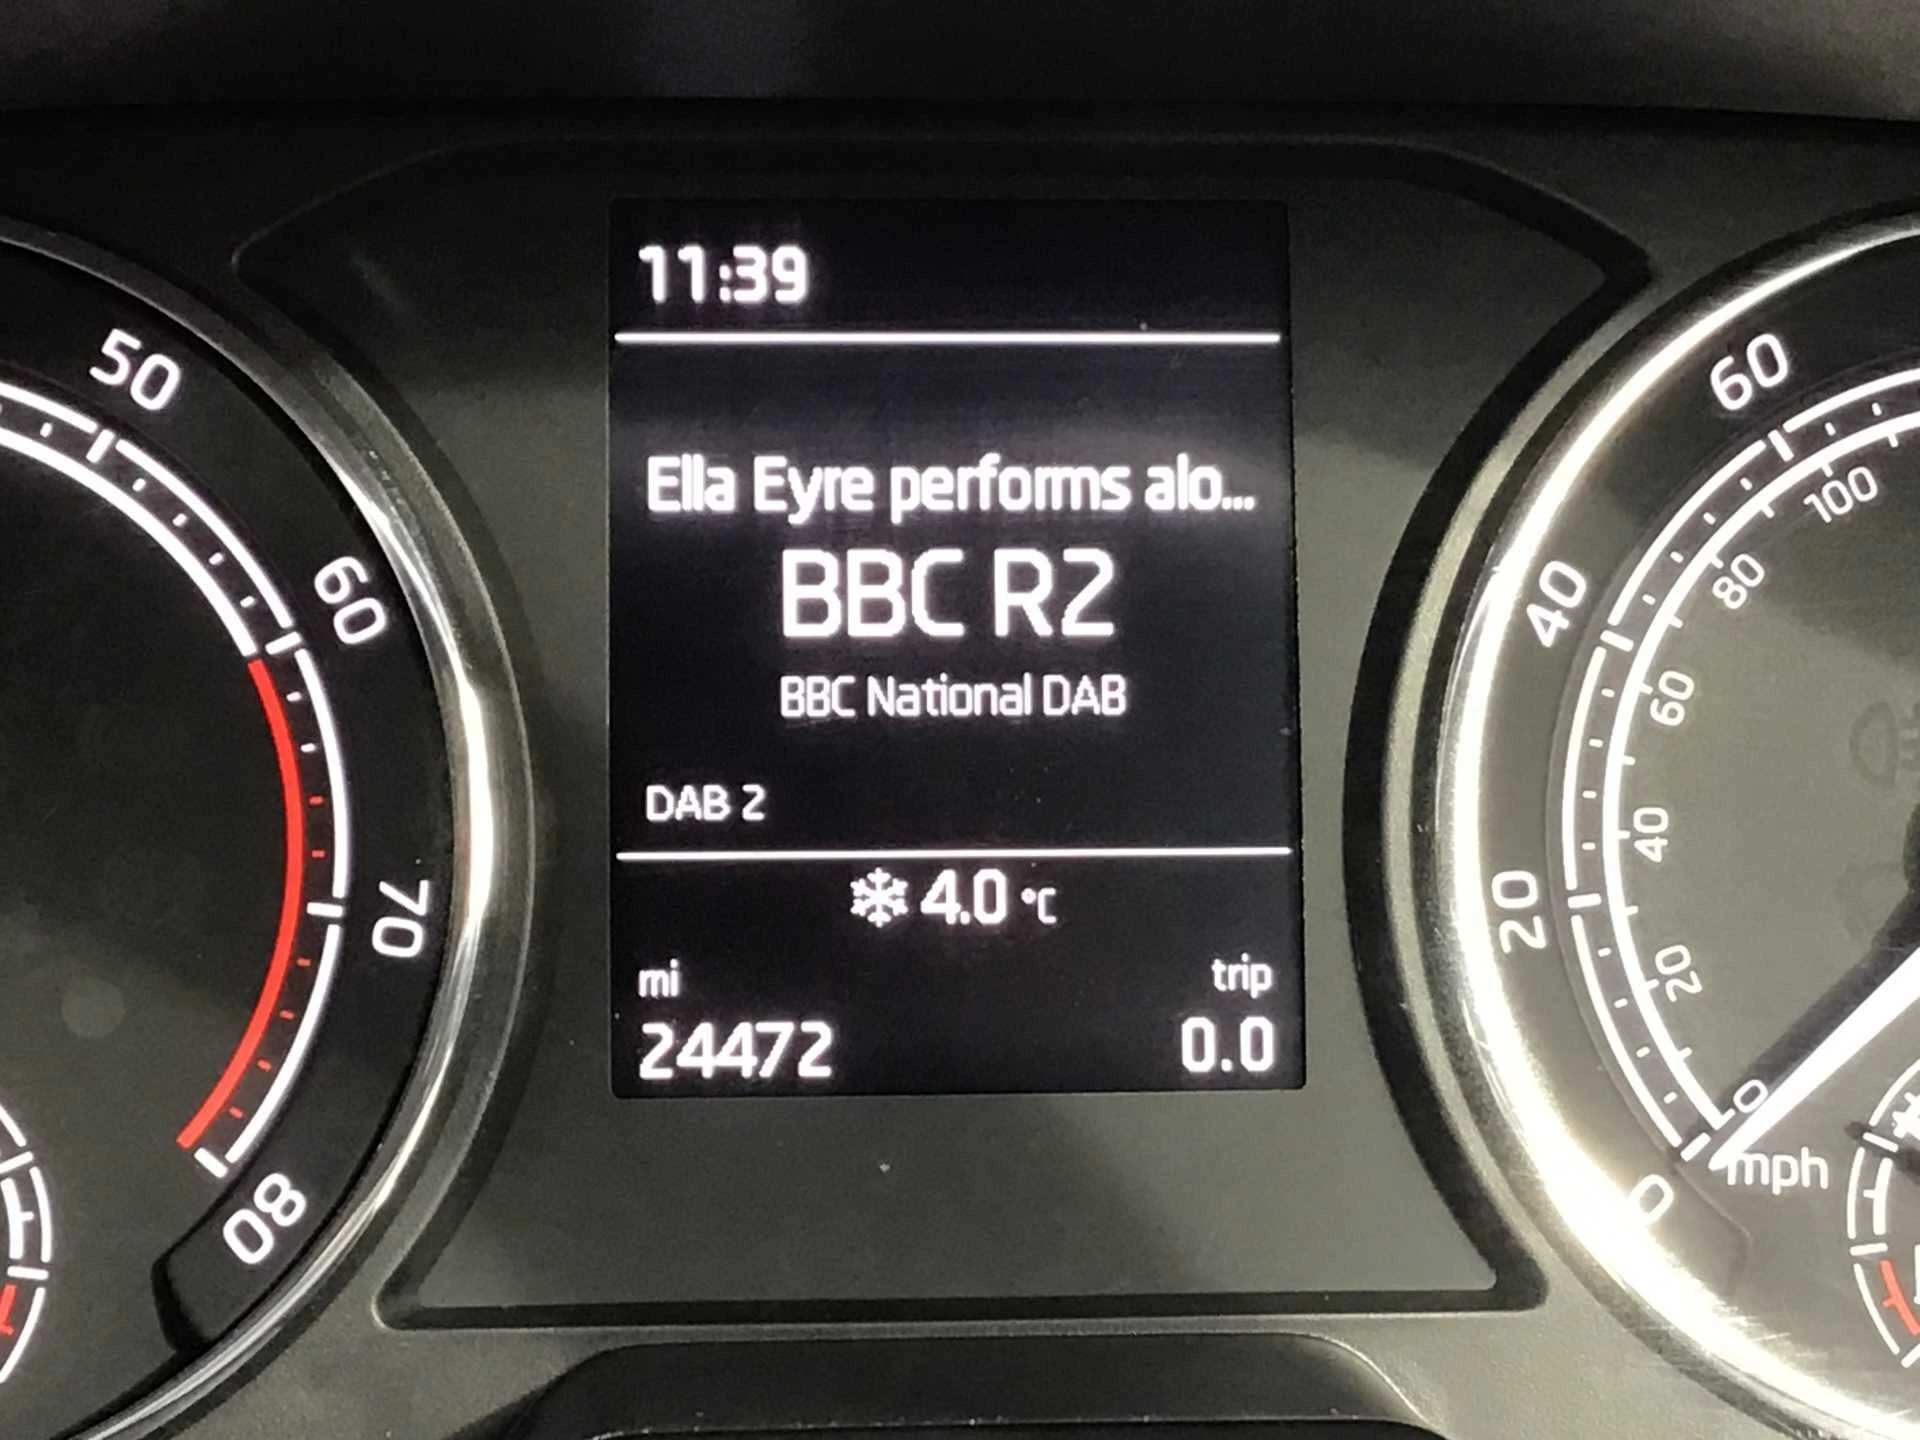 11:39
Ella Eyre performs alo...
BBC R2
BBC National DAB
DAB 2
4.0 °C
mi trip
24472 0.0
50
60
70
80
60
40
20
0
100
80
60
40
20
0
mph